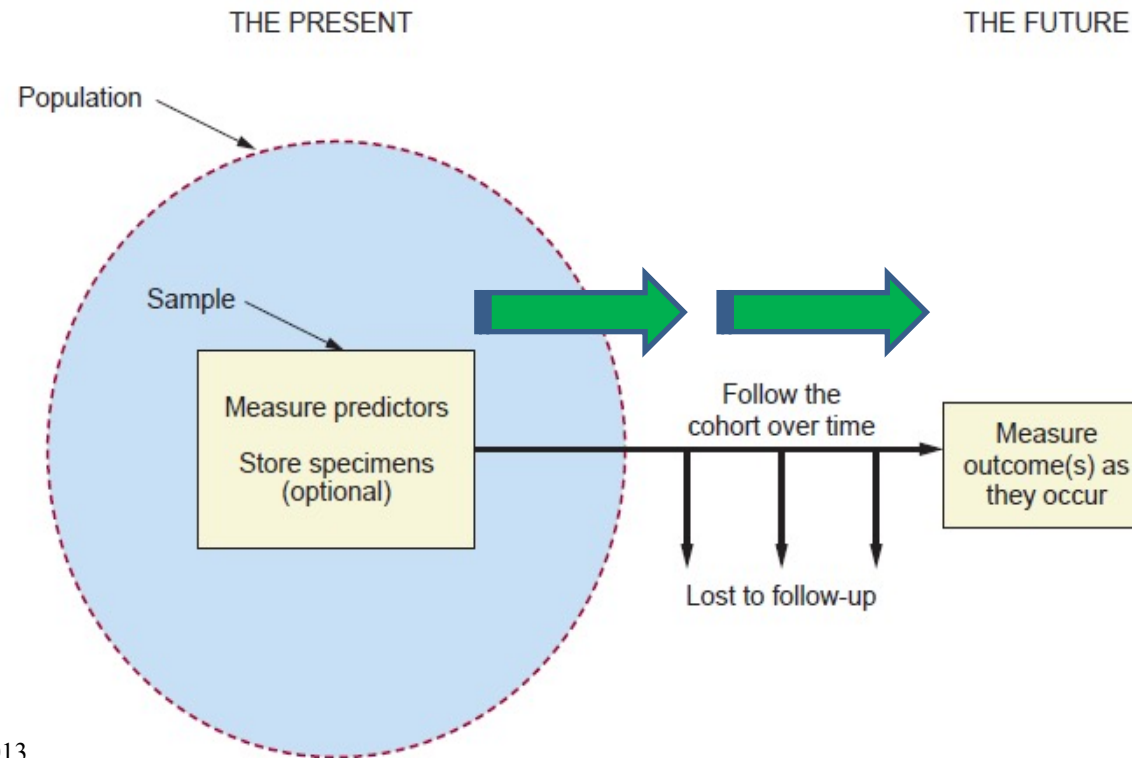 THE PRESENT
THE FUTURE
Population
Sample
Measure predictors
Store specimens
(optional)
Follow the
cohort over time
Measure
outcome(s) as
they occur
Lost to follow-up
013